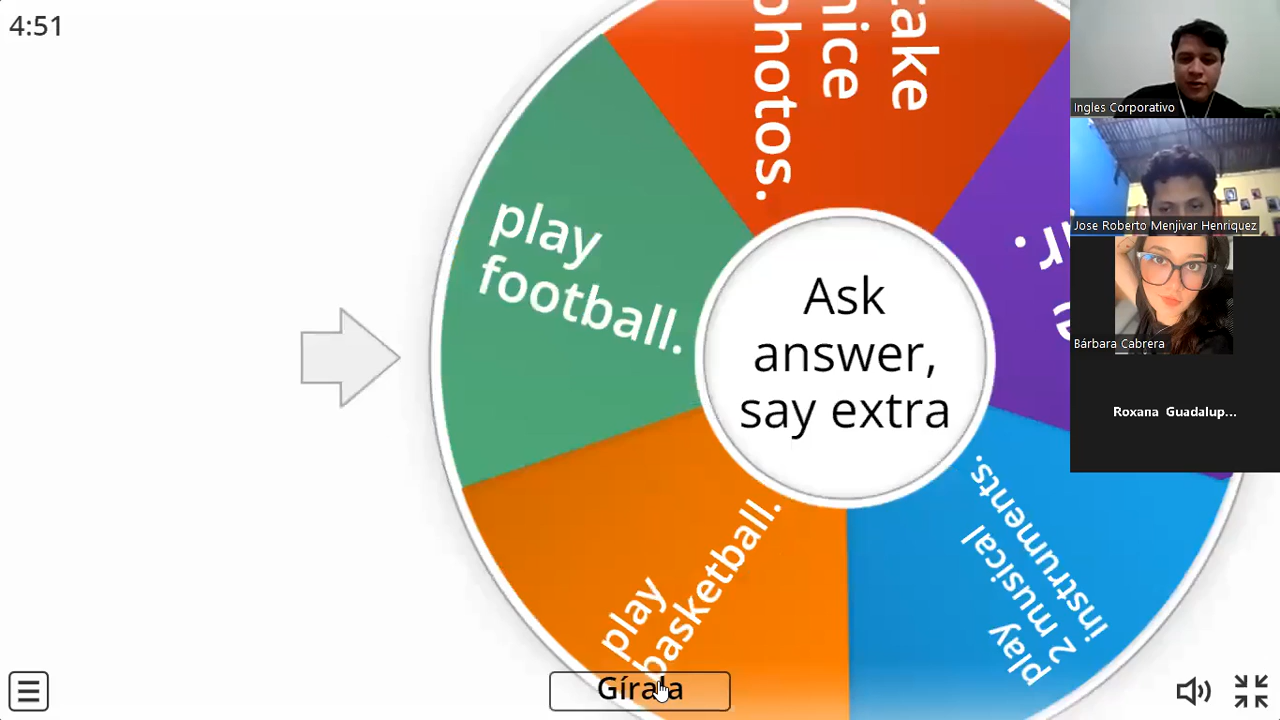 4:51
take
nice
photos.
play
football.
Ask
answer,
say extra
play
basketball.
play
2 musical
instruments.
Gírala
Ingles Corporativo
Jose Roberto Menjivar Henriquez
Bárbara Cabrera
Roxana Guadalup...